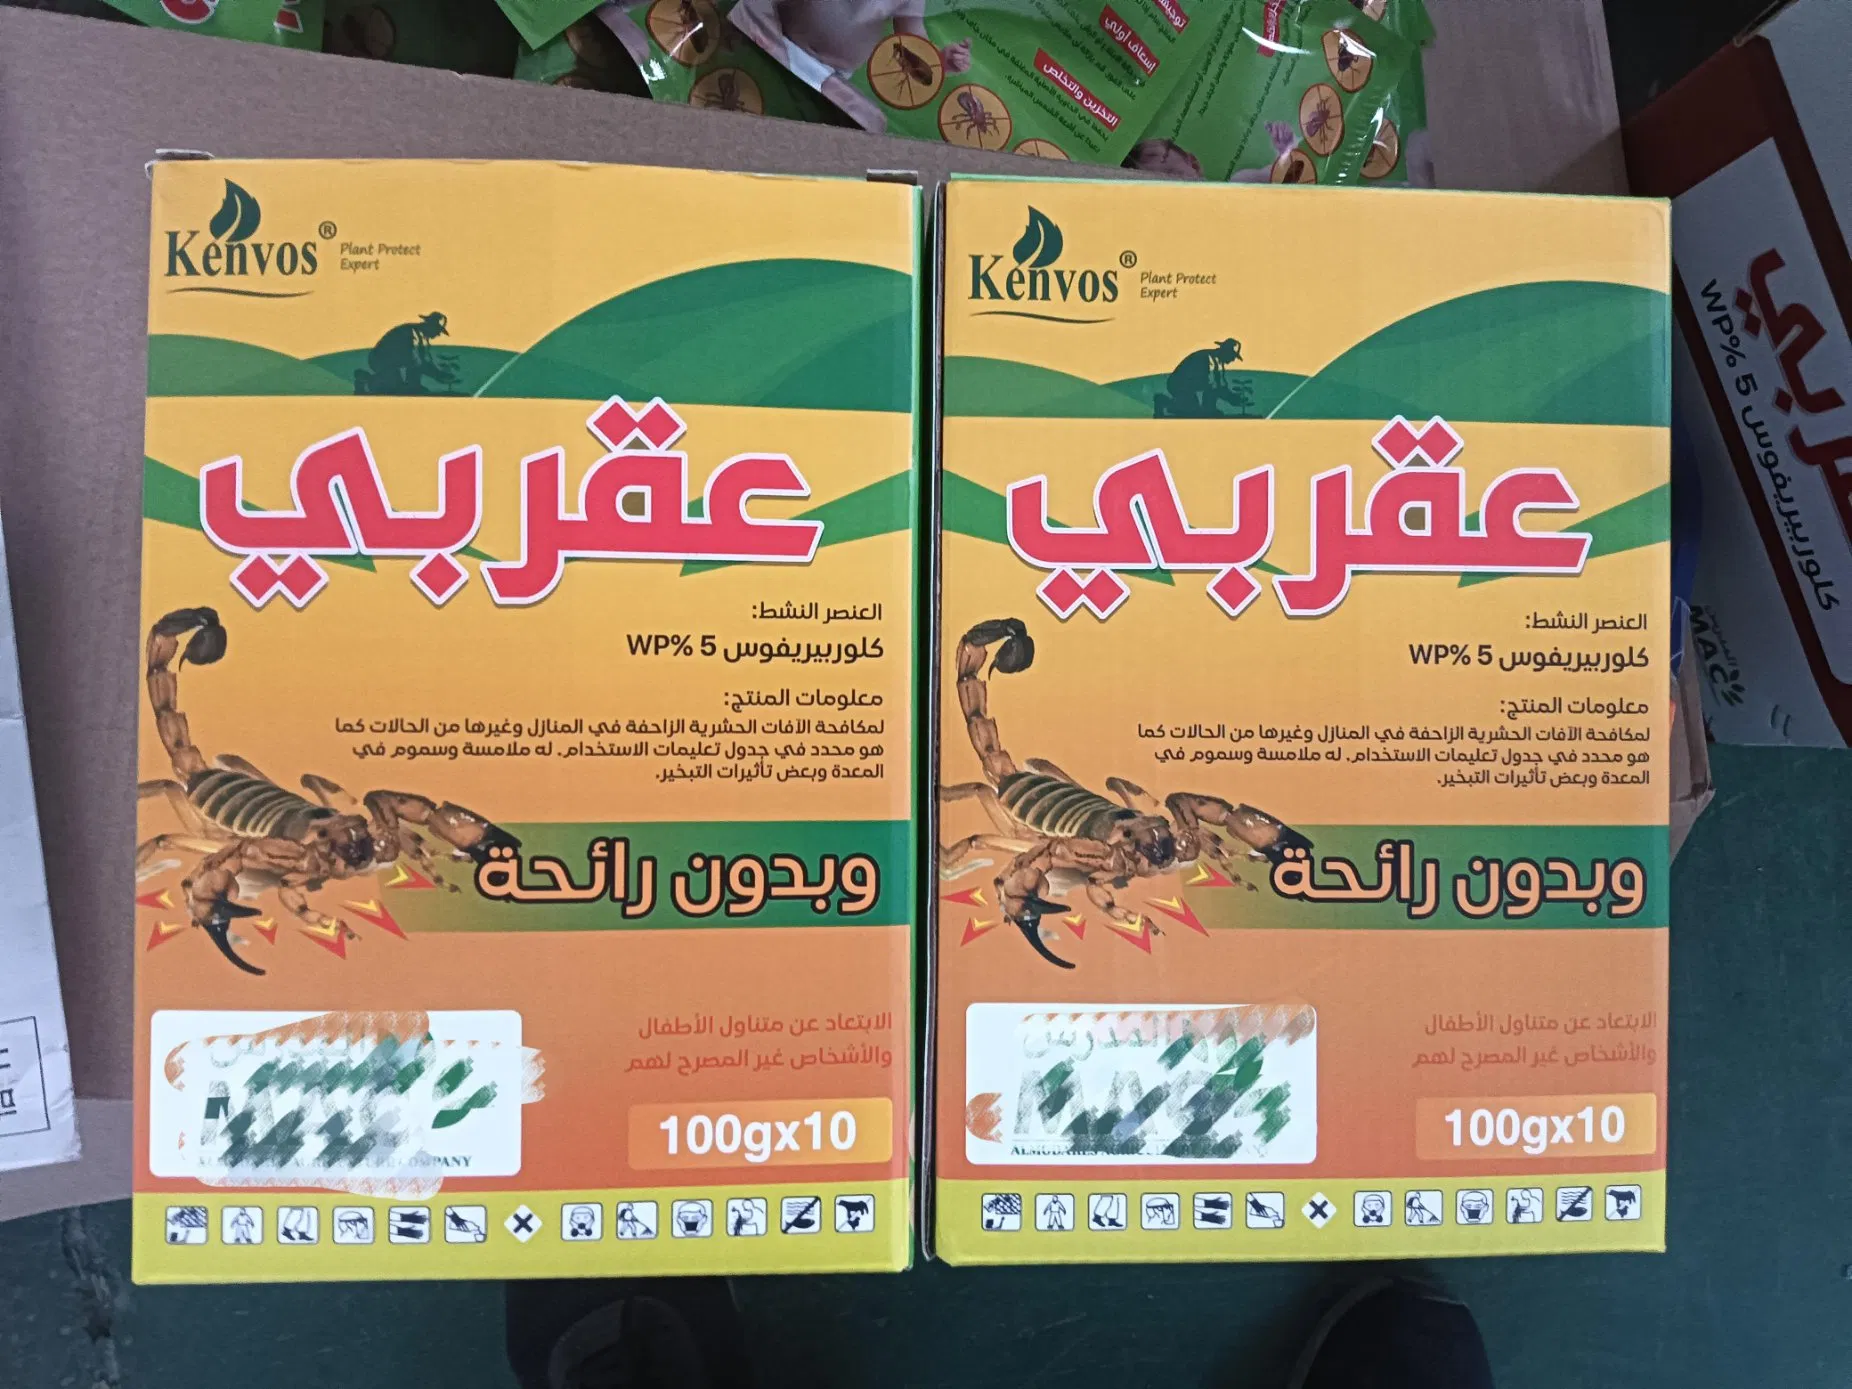 توجيهات
إسعاف أولي
التخزين والتخلص
Kenvos®
Plant Protect
Expert
عقربي
العنصر النشط:
كلوربيريفوس 5 %WP
معلومات المنتج:
لمكافحة الآفات الحشرية الزاحفة في المنازل وغيرها من الحالات كما
هو محدد في جدول تعليمات الاستخدام. له ملامسة وسموم في
المعدة وبعض تأثيرات التبخير.
وبدون رائحة
الابتعاد عن متناول الأطفال
والأشخاص غير المصرح لهم
100gx10
COMPANY
Kenvos®
Plant Protect
Expert
عقربي
العنصر النشط:
كلوربيريفوس 5 %WP
معلومات المنتج:
لمكافحة الآفات الحشرية الزاحفة في المنازل وغيرها من الحالات كما
هو محدد في جدول تعليمات الاستخدام. له ملامسة وسموم في
المعدة وبعض تأثيرات التبخير.
وبدون رائحة
الابتعاد عن متناول الأطفال
والأشخاص غير المصرح لهم
المدرس
100gx10
كلوربيريفوس 5 %WP
MAC